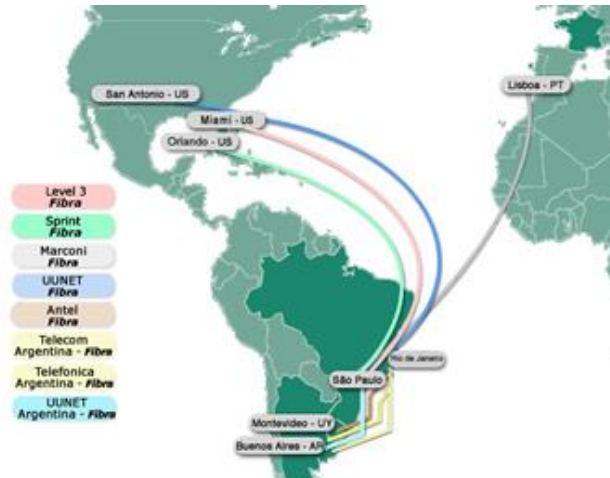 San Antonio - US
Lisboa - PT
Miami - US
Orlando - US
Level 3
Fibra
Sprint
Fibra
Marconi
Fibra
UUNET
Fibra
Antel
Fibra
Telecom
Argentina - Fibra
Telefonica
Argentina - Fibra
UUNET
Argentina - Fibra
Rio de Janeiro
São Paulo
Montevideo - UY
Buenos Aires - AR